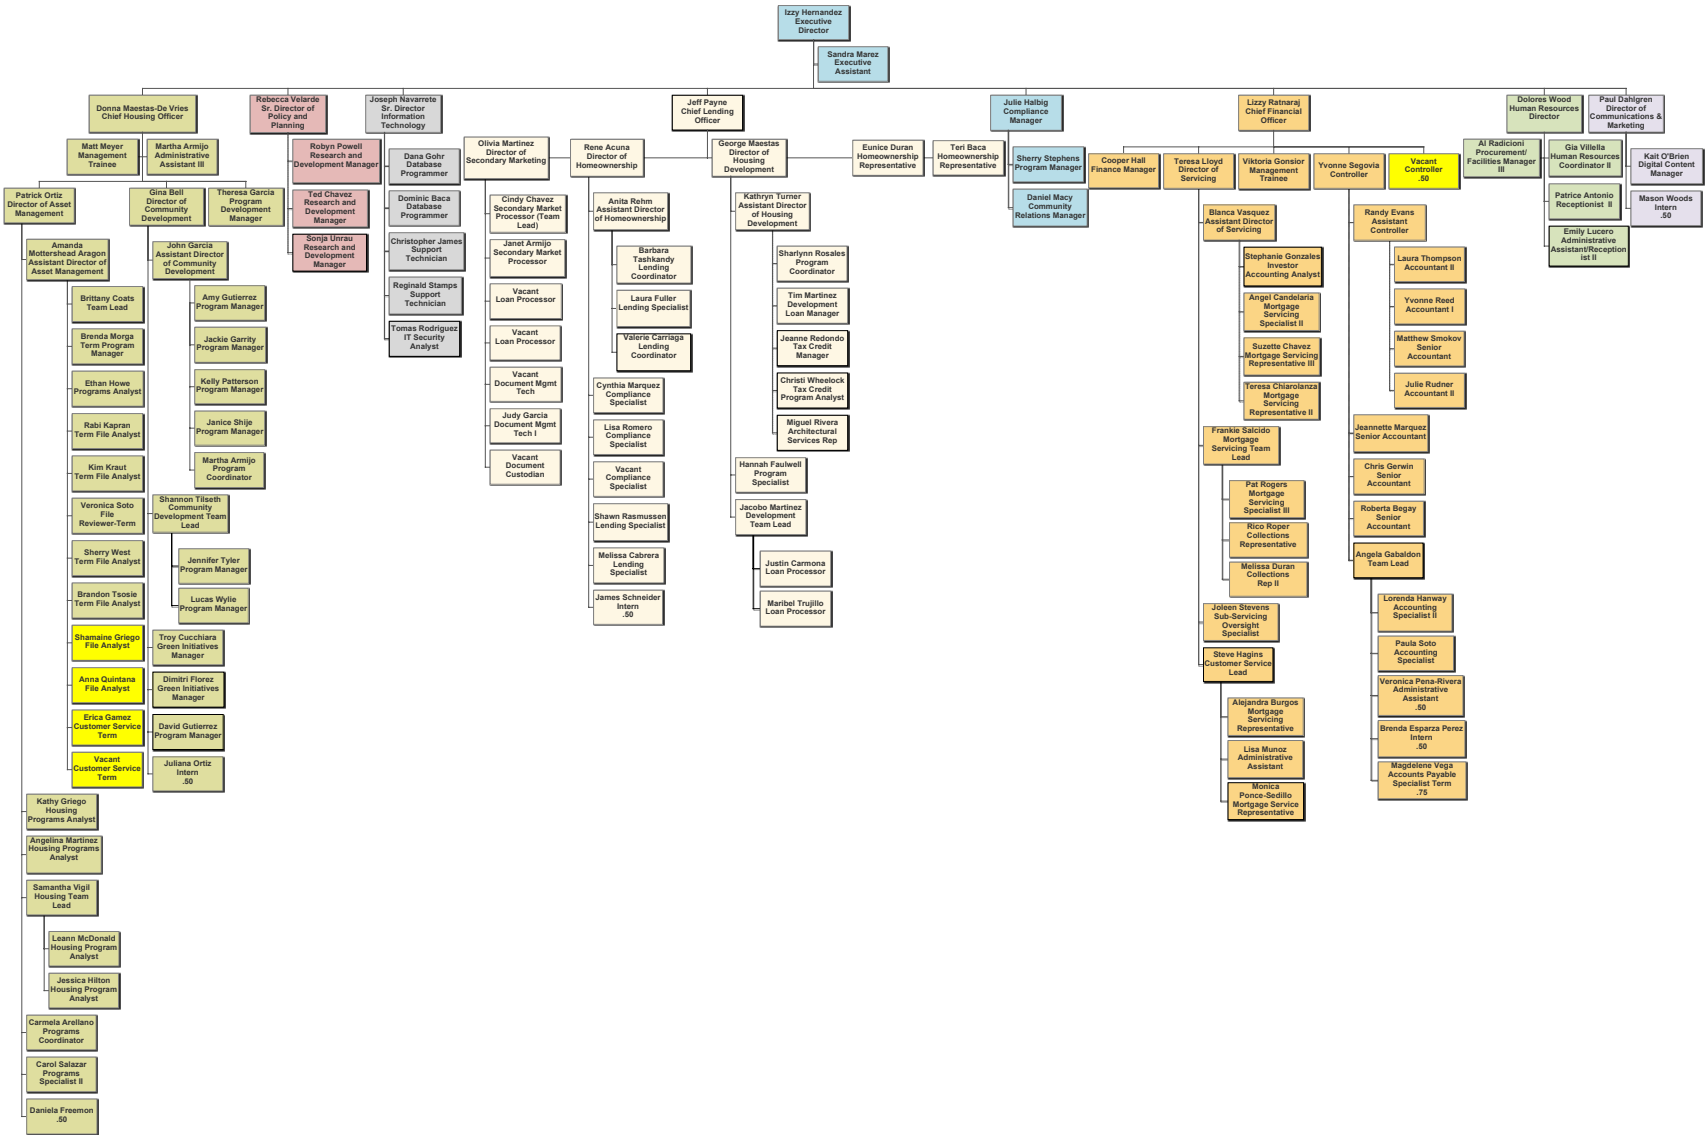 Izzy Hernandez
Executive
Director
Sandra Marez
Executive
Assistant
Donna Maestas-De Vries
Chief Housing Officer
Rebecca Velarde
Sr. Director of
Policy and
Planning
Joseph Navarrete
Sr. Director
Information
Technology
Jeff Payne
Chief Lending
Officer
Julie Halbig
Compliance
Manager
Lizzy Ratnaraj
Chief Financial
Officer
Dolores Wood
Human Resources
Director
Paul Dahlgren
Director of
Communications &
Marketing
Matt Meyer
Management
Trainee
Martha Armijo
Administrative
Assistant III
Patrick Ortiz
Director of Asset
Management
Gina Bell
Director of
Community
Development
Theresa Garcia
Program
Development
Manager
Amanda
Mottershead Aragon
Assistant Director of
Asset Management
Brittany Coats
Team Lead
Brenda Morga
Term Program
Manager
Ethan Howe
Programs Analyst
Rabi Kapran
Term File Analyst
Kim Kraut
Term File Analyst
Veronica Soto
File
Reviewer-Term
Sherry West
Term File Analyst
Brandon Tsosie
Term File Analyst
Shamaine Griego
File Analyst
Anna Quintana
File Analyst
Erica Gamez
Customer Service
Term
Vacant
Customer Service
Term
Kathy Griego
Housing
Programs Analyst
Angelina Martinez
Housing Programs
Analyst
Samantha Vigil
Housing Team
Lead
Leann McDonald
Housing Program
Analyst
Jessica Hilton
Housing Program
Analyst
Carmela Arellano
Programs
Coordinator
Carol Salazar
Programs
Specialist II
Daniela Freemon
.50
John Garcia
Assistant Director
of Community
Development
Amy Gutierrez
Program Manager
Jackie Garrity
Program Manager
Kelly Patterson
Program Manager
Janice Shije
Program Manager
Martha Armijo
Program
Coordinator
Shannon Tilseth
Community
Development Team
Lead
Jennifer Tyler
Program Manager
Lucas Wylie
Program Manager
Troy Cucchiara
Green Initiatives
Manager
Dimitri Florez
Green Initiatives
Manager
David Gutierrez
Program Manager
Juliana Ortiz
Intern
.50
Robyn Powell
Research and
Development Manager
Ted Chavez
Research and
Development
Manager
Sonja Unrau
Research and
Development
Manager
Dana Gohr
Database
Programmer
Dominic Baca
Database
Programmer
Christopher James
Support
Technician
Reginald Stamps
Support
Technician
Tomas Rodriguez
IT Security
Analyst
Olivia Martinez
Director of
Secondary Marketing
Cindy Chavez
Secondary Market
Processor (Team
Lead)
Janet Armijo
Secondary Market
Processor
Vacant
Loan Processor
Vacant
Loan Processor
Vacant
Document Mgmt
Tech
Judy Garcia
Document Mgmt
Tech I
Vacant
Document
Custodian
Rene Acuna
Director of
Homeownership
Anita Rehm
Assistant Director
of Homeownership
Barbara
Tashkandy
Lending
Coordinator
Laura Fuller
Lending Specialist
Valerie Carriaga
Lending
Coordinator
Cynthia Marquez
Compliance
Specialist
Lisa Romero
Compliance
Specialist
Vacant
Compliance
Specialist
Shawn Rasmussen
Lending Specialist
Melissa Cabrera
Lending
Specialist
James Schneider
Intern
.50
George Maestas
Director of
Housing
Development
Kathryn Turner
Assistant Director
of Housing
Development
Sharlynn Rosales
Program
Coordinator
Tim Martinez
Development
Loan Manager
Jeanne Redondo
Tax Credit
Manager
Christi Wheelock
Tax Credit
Program Analyst
Miguel Rivera
Architectural
Services Rep
Hannah Faulwell
Program
Specialist
Jacobo Martinez
Development
Team Lead
Justin Carmona
Loan Processor
Maribel Trujillo
Loan Processor
Eunice Duran
Homeownership
Representative
Teri Baca
Homeownership
Representative
Sherry Stephens
Program Manager
Daniel Macy
Community
Relations Manager
Cooper Hall
Finance Manager
Teresa Lloyd
Director of
Servicing
Viktoria Gonsior
Management
Trainee
Yvonne Segovia
Controller
Vacant
Controller
.50
Blanca Vasquez
Assistant Director
of Servicing
Stephanie Gonzales
Investor
Accounting Analyst
Angel Candelaria
Mortgage
Servicing
Specialist II
Suzette Chavez
Mortgage Servicing
Representative III
Teresa Chiarolanza
Mortgage
Servicing
Representative II
Frankie Salcido
Mortgage
Servicing Team
Lead
Pat Rogers
Mortgage
Servicing
Specialist III
Rico Roper
Collections
Representative
Melissa Duran
Collections
Rep II
Joleen Stevens
Sub-Servicing
Oversight
Specialist
Steve Hagins
Customer Service
Lead
Alejandra Burgos
Mortgage
Servicing
Representative
Lisa Munoz
Administrative
Assistant
Monica
Ponce-Sedillo
Mortgage Service
Representative
Randy Evans
Assistant
Controller
Laura Thompson
Accountant II
Yvonne Reed
Accountant I
Matthew Smokov
Senior
Accountant
Julie Rudner
Accountant II
Jeannette Marquez
Senior Accountant
Chris Gerwin
Senior
Accountant
Roberta Begay
Senior
Accountant
Angela Gabaldon
Team Lead
Lorenda Hanway
Accounting
Specialist II
Paula Soto
Accounting
Specialist
Veronica Pena-Rivera
Administrative
Assistant
.50
Brenda Esparza Perez
Intern
.50
Magdelene Vega
Accounts Payable
Specialist Term
.75
Al Radicioni
Procurement/
Facilities Manager
III
Gia Villella
Human Resources
Coordinator II
Patrice Antonio
Receptionist II
Emily Lucero
Administrative
Assistant/Reception
ist II
Kait O'Brien
Digital Content
Manager
Mason Woods
Intern
.50